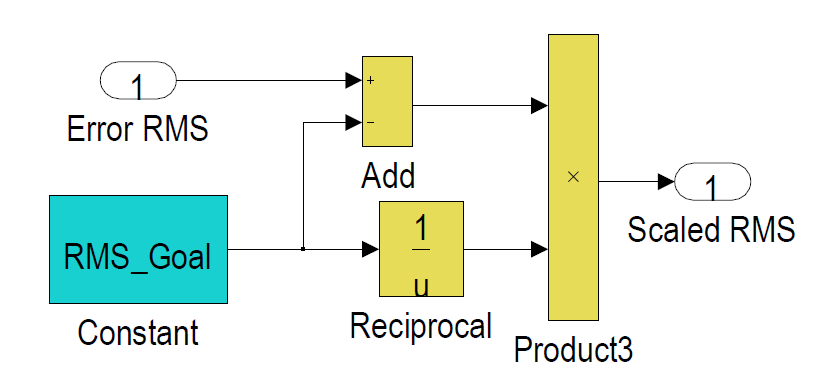 1
Error RMS
+
−
Add
×
1
Scaled RMS
RMS_Goal
Constant
1
u
Reciprocal
Product3